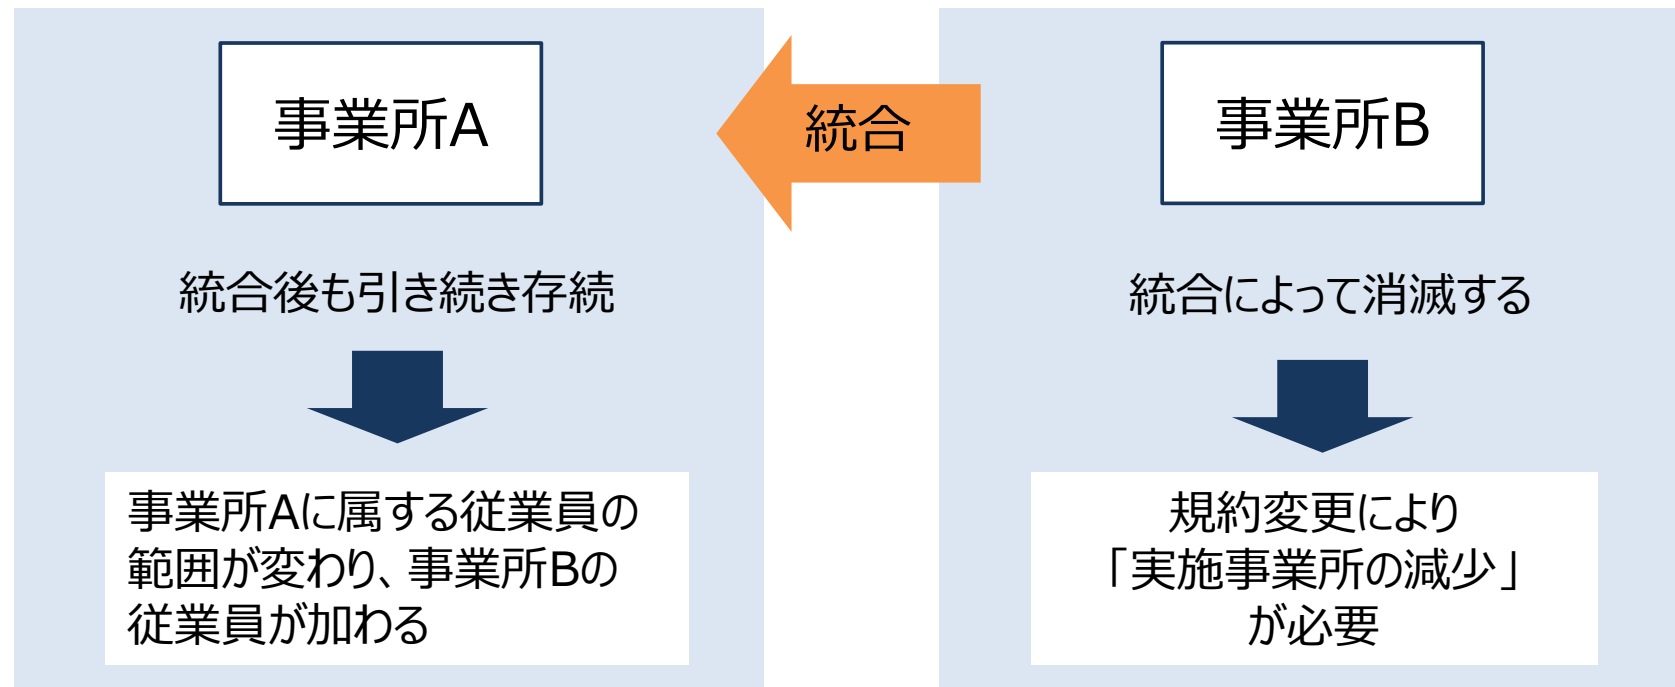 事業所A
統合
事業所B
統合後も引き続き存続
統合によって消滅する
事業所Aに属する従業員の
範囲が変わり、事業所Bの
従業員が加わる
規約変更により
「実施事業所の減少」
が必要